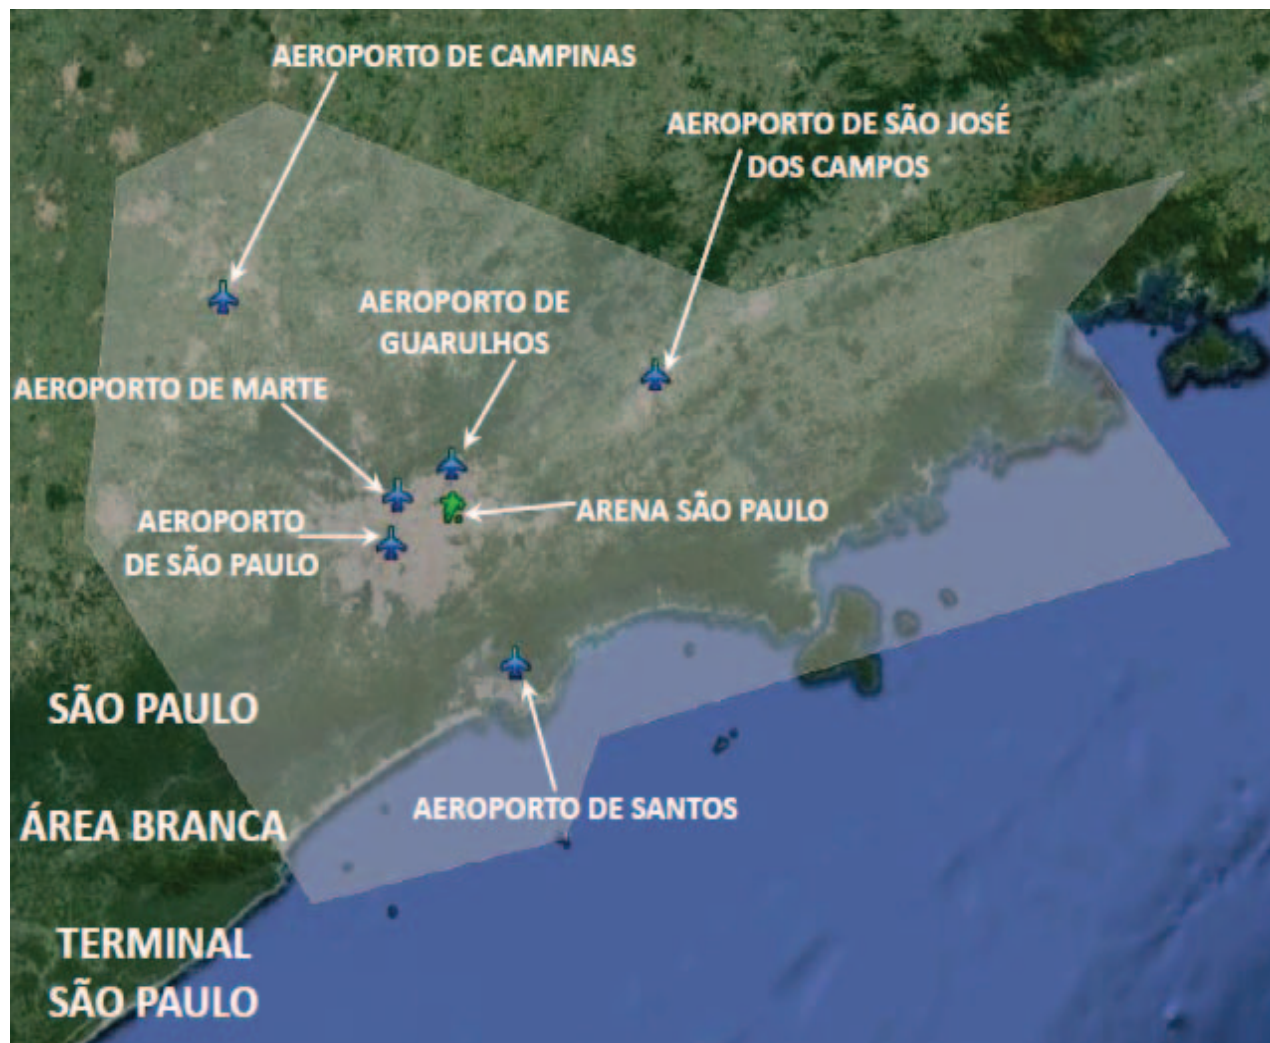 AEROPORTO DE CAMPINAS
AEROPORTO DE SÃO JOSÉ
DOS CAMPOS
AEROPORTO DE
GUARULHOS
AEROPORTO DE MARTE
ARENA SÃO PAULO
AEROPORTO
DE SÃO PAULO
SÃO PAULO
AEROPORTO DE SANTOS
ÁREA BRANCA
TERMINAL
SÃO PAULO